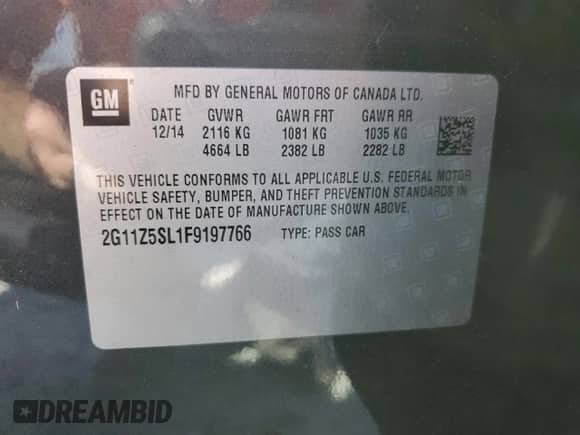 GM
MFD BY GENERAL MOTORS OF CANADA LTD.
DATE GVWR GAWR FRT GAWR RR
12/14 2116 KG 1081 KG 1035 KG
4664 LB 2382 LB 2282 LB
THIS VEHICLE CONFORMS TO ALL APPLICABLE U.S. FEDERAL MOTOR
VEHICLE SAFETY, BUMPER, AND THEFT PREVENTION STANDARDS IN
EFFECT ON THE DATE OF MANUFACTURE SHOWN ABOVE.
2G11Z5SL1F9197766 TYPE: PASS CAR
DREAMBID